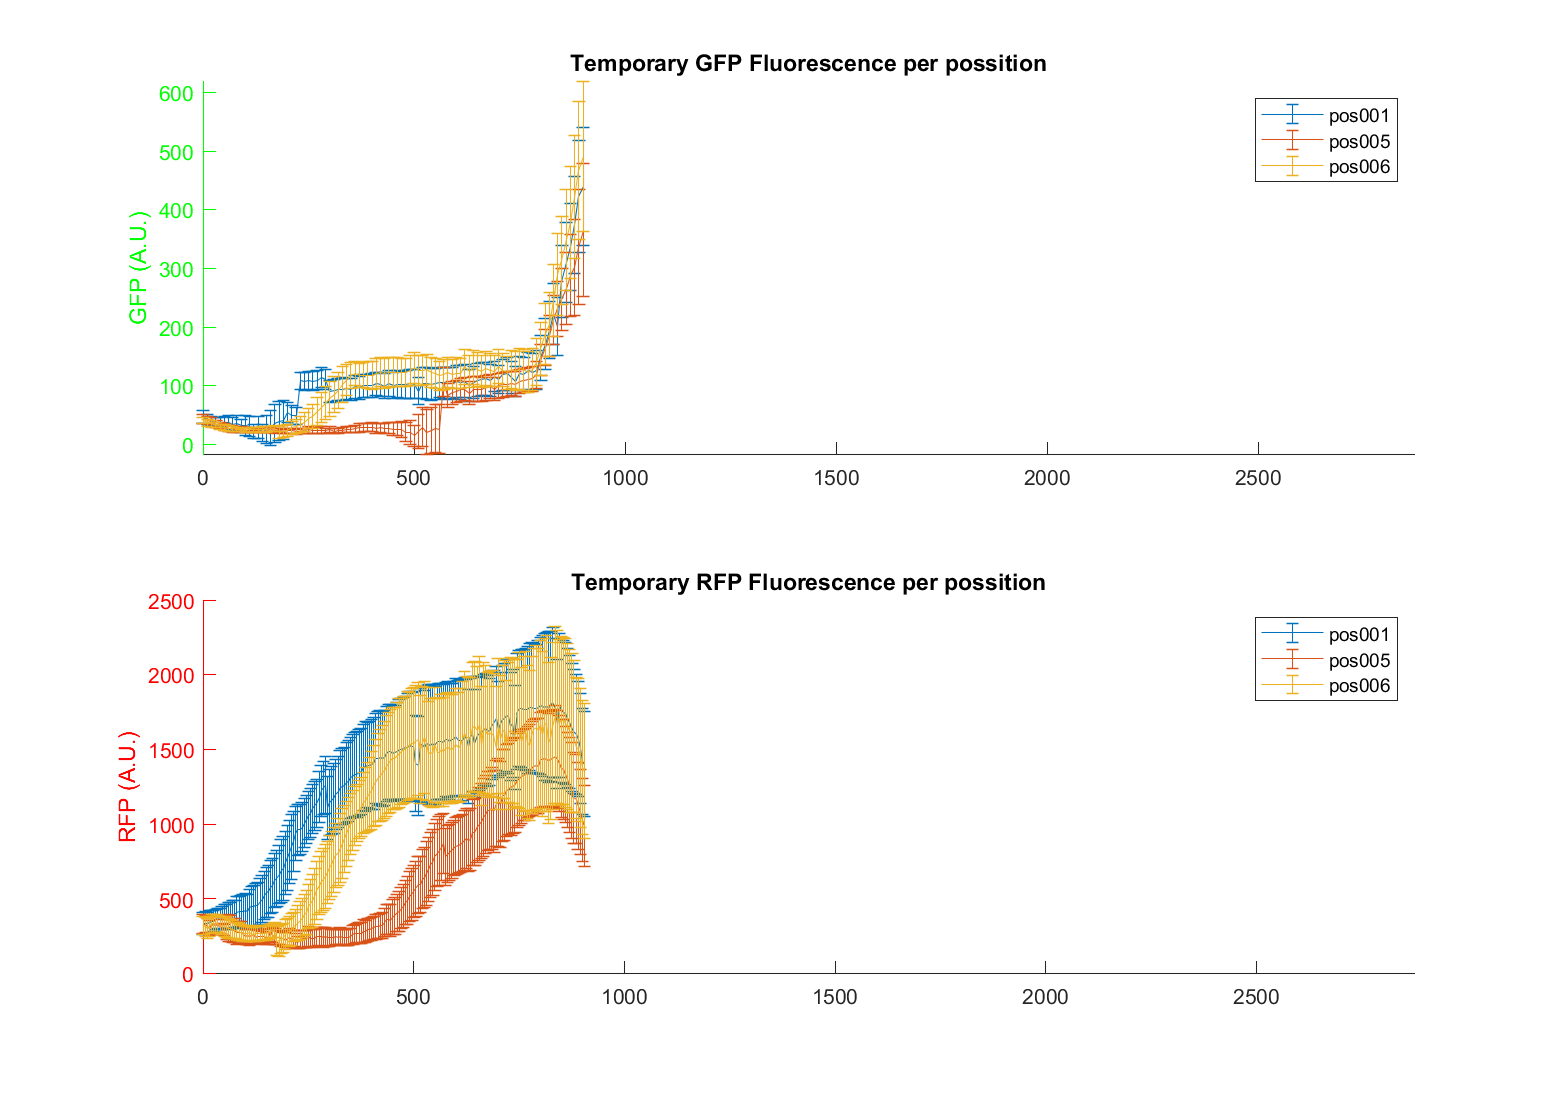 Temporary GFP Fluorescence per possition
600
500
400
300
200
100
0
GFP (A.U.)
pos001
pos005
pos006
0 500 1000 1500 2000 2500
Temporary RFP Fluorescence per possition
2500
2000
1500
1000
500
0
RFP (A.U.)
pos001
pos005
pos006
0 500 1000 1500 2000 2500